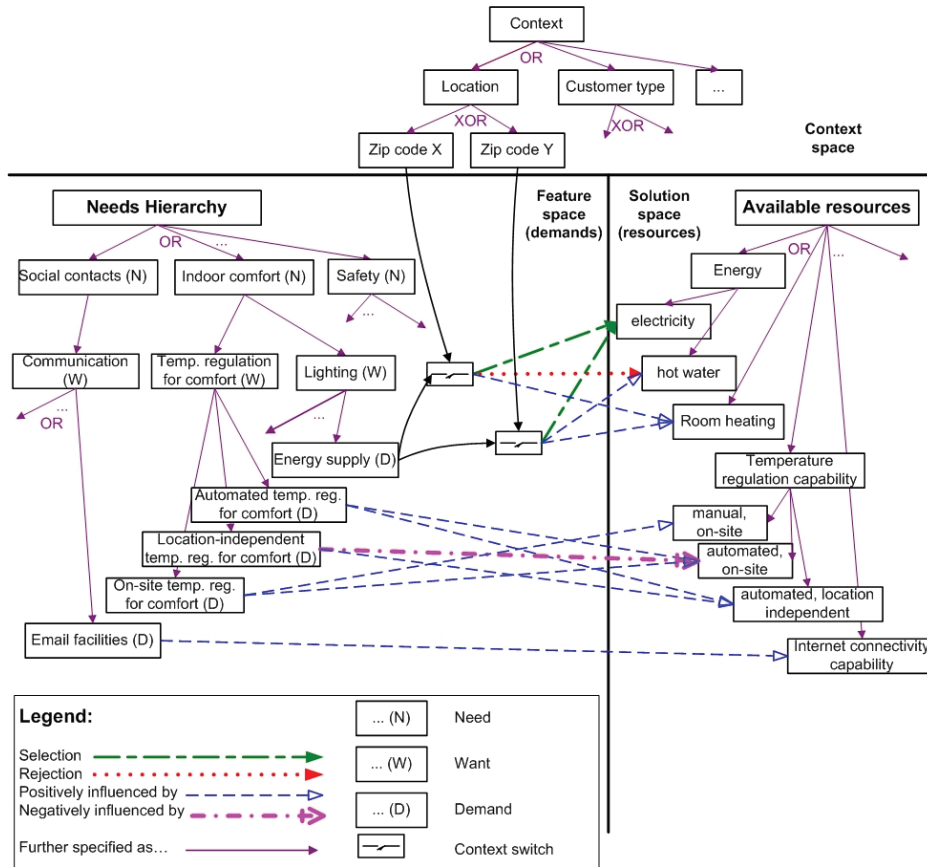 Context
OR
Location
Customer type
...
XOR
XOR
Context
space
Zip code X
Zip code Y
Needs Hierarchy
Feature
space
(demands)
Solution
space
(resources)
Available resources
OR
...
OR
...
Social contacts (N)
Indoor comfort (N)
Safety (N)
Energy
...
electricity
Communication
(W)
Temp. regulation
for comfort (W)
Lighting (W)
hot water
...
OR
...
Room heating
Energy supply (D)
Temperature
regulation capability
Automated temp. reg.
for comfort (D)
manual,
on-site
Location-independent
temp. reg. for comfort (D)
automated,
on-site
On-site temp. reg.
for comfort (D)
automated, location
independent
Email facilities (D)
Internet connectivity
capability
Legend:
... (N)
Need
Selection
Rejection
Positively influenced by
Negatively influenced by
... (W)
Want
... (D)
Demand
Further specified as...
Context switch